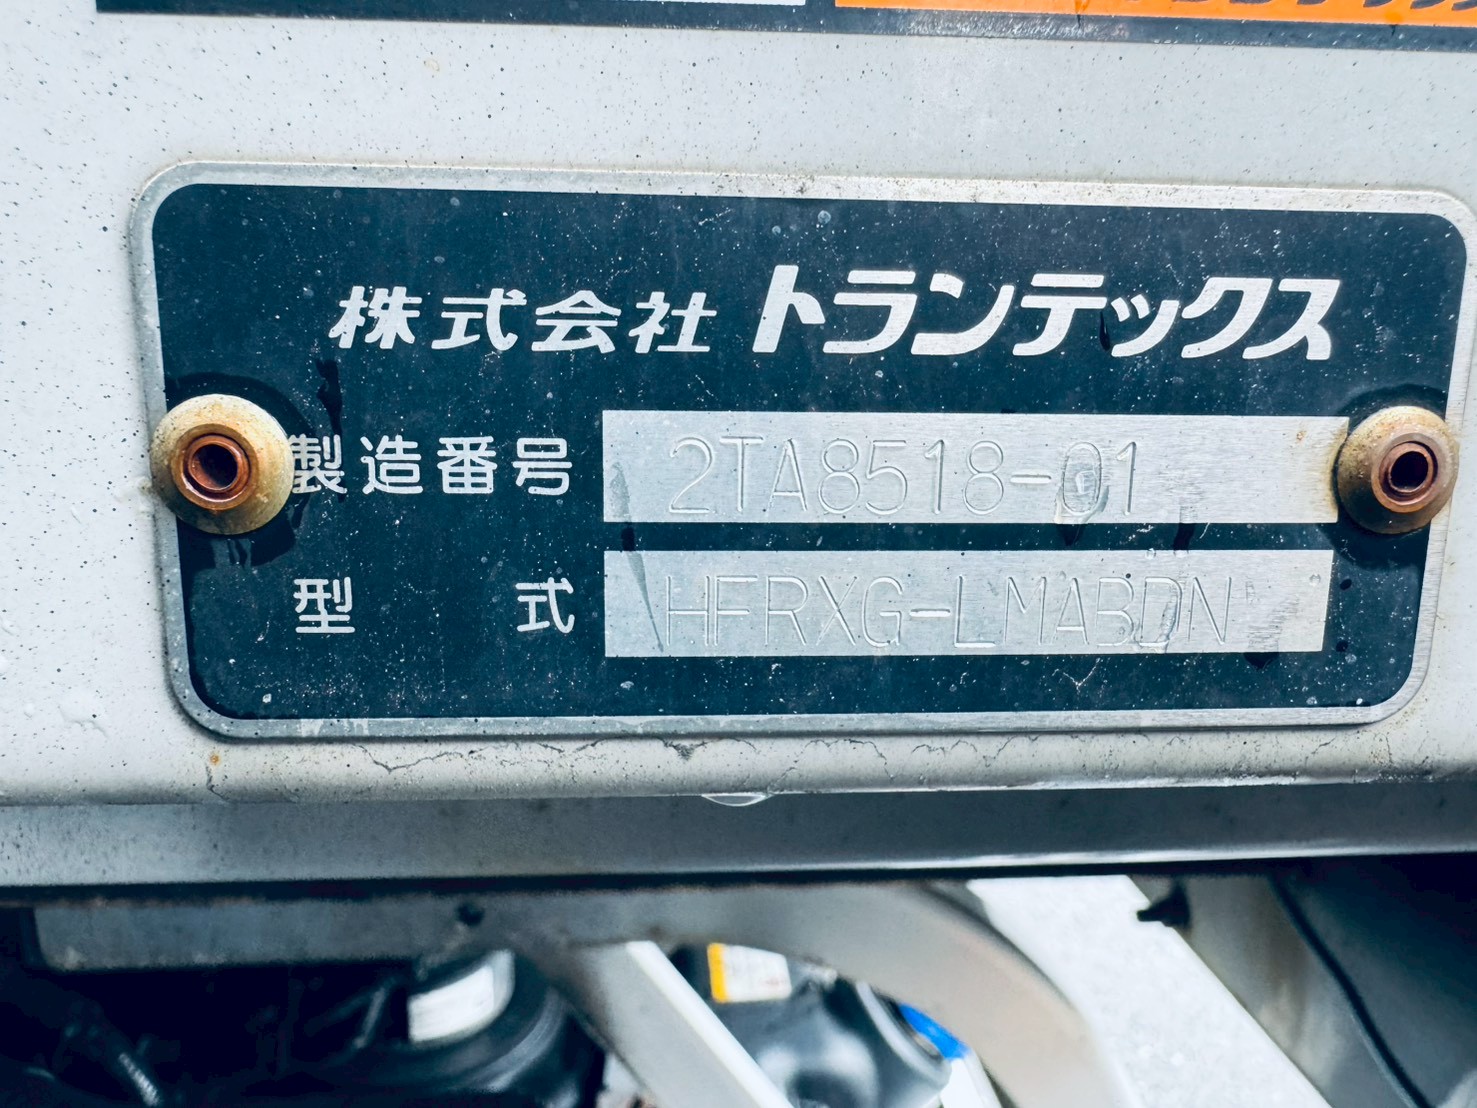 株式会社 トランテックス
製造番号 2TA8518-01
型式 HFRXG-LMABDN